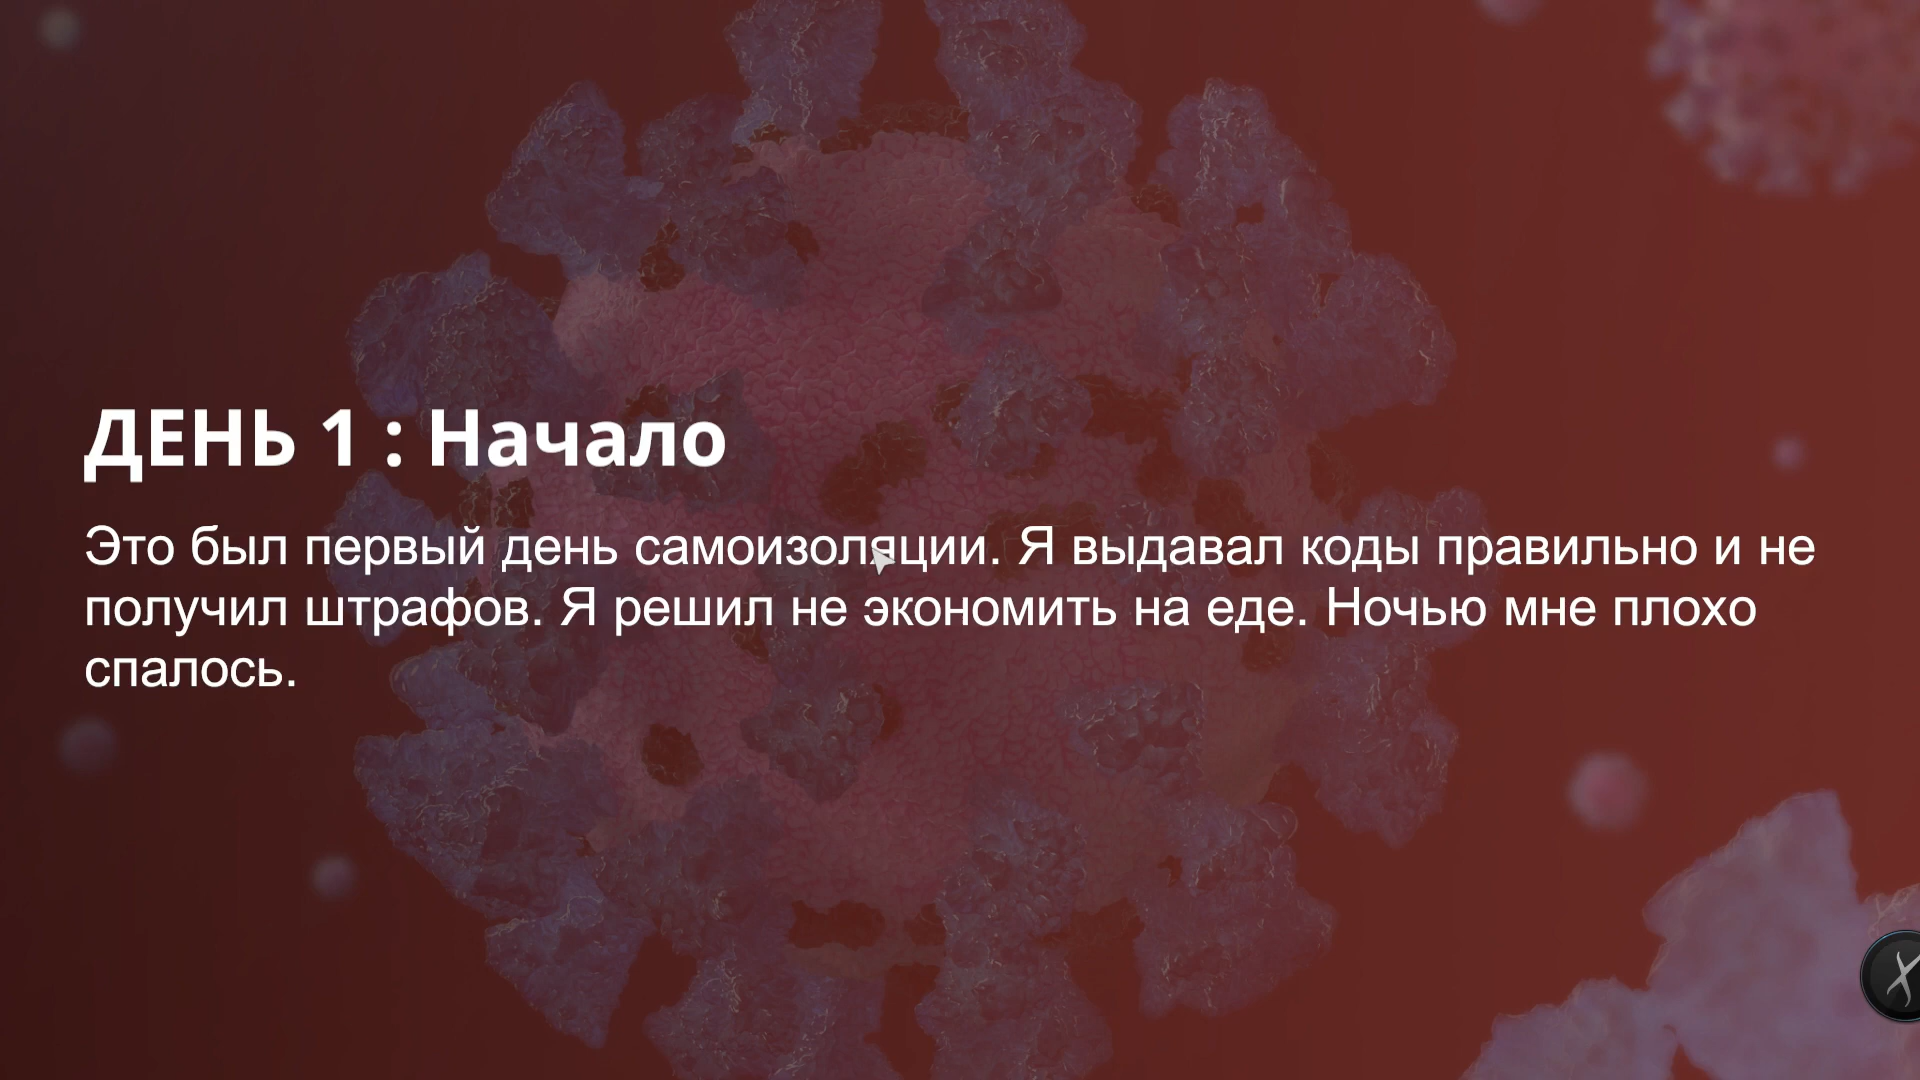 ДЕНЬ 1 : Начало
Это был первый день самоизоляции. Я выдавал коды правильно и не
получил штрафов. Я решил не экономить на еде. Ночью мне плохо
спалось.